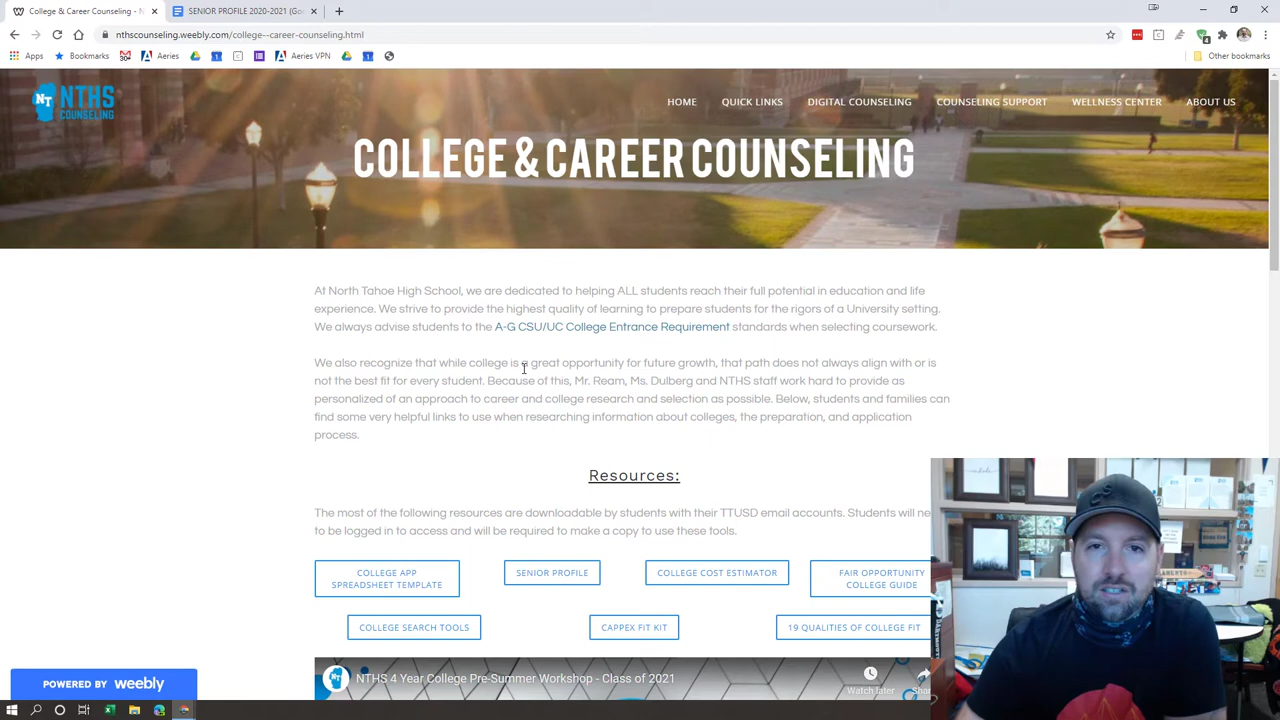 College & Career Counseling - N
SENIOR PROFILE 2020-2021 (Goo
nthscounseling.weebly.com/college--career-counseling.html
Apps
Bookmarks
Aeries
Aeries VPN
Other bookmarks
NT NTHS
COUNSELING
HOME
QUICK LINKS
DIGITAL COUNSELING
COUNSELING SUPPORT
WELLNESS CENTER
ABOUT US
COLLEGE & CAREER COUNSELING
At North Tahoe High School, we are dedicated to helping ALL students reach their full potential in education and life
experience. We strive to provide the highest quality of learning to prepare students for the rigors of a University setting.
We always advise students to the A-G CSU/UC College Entrance Requirement standards when selecting coursework.
We also recognize that while college is a great opportunity for future growth, that path does not always align with or is
not the best fit for every student. Because of this, Mr. Ream, Ms. Dulberg and NTHS staff work hard to provide as
personalized of an approach to career and college research and selection as possible. Below, students and families can
find some very helpful links to use when researching information about colleges, the preparation, and application
process.
Resources:
The most of the following resources are downloadable by students with their TTUSD email accounts. Students will ne
to be logged in to access and will be required to make a copy to use these tools.
COLLEGE APP
SPREADSHEET TEMPLATE
SENIOR PROFILE
COLLEGE COST ESTIMATOR
FAIR OPPORTUNITY
COLLEGE GUIDE
COLLEGE SEARCH TOOLS
CAPPEX FIT KIT
19 QUALITIES OF COLLEGE FIT
NTHS 4 Year College Pre-Summer Workshop - Class of 2021
Watch later
Shar
POWERED BY weebly